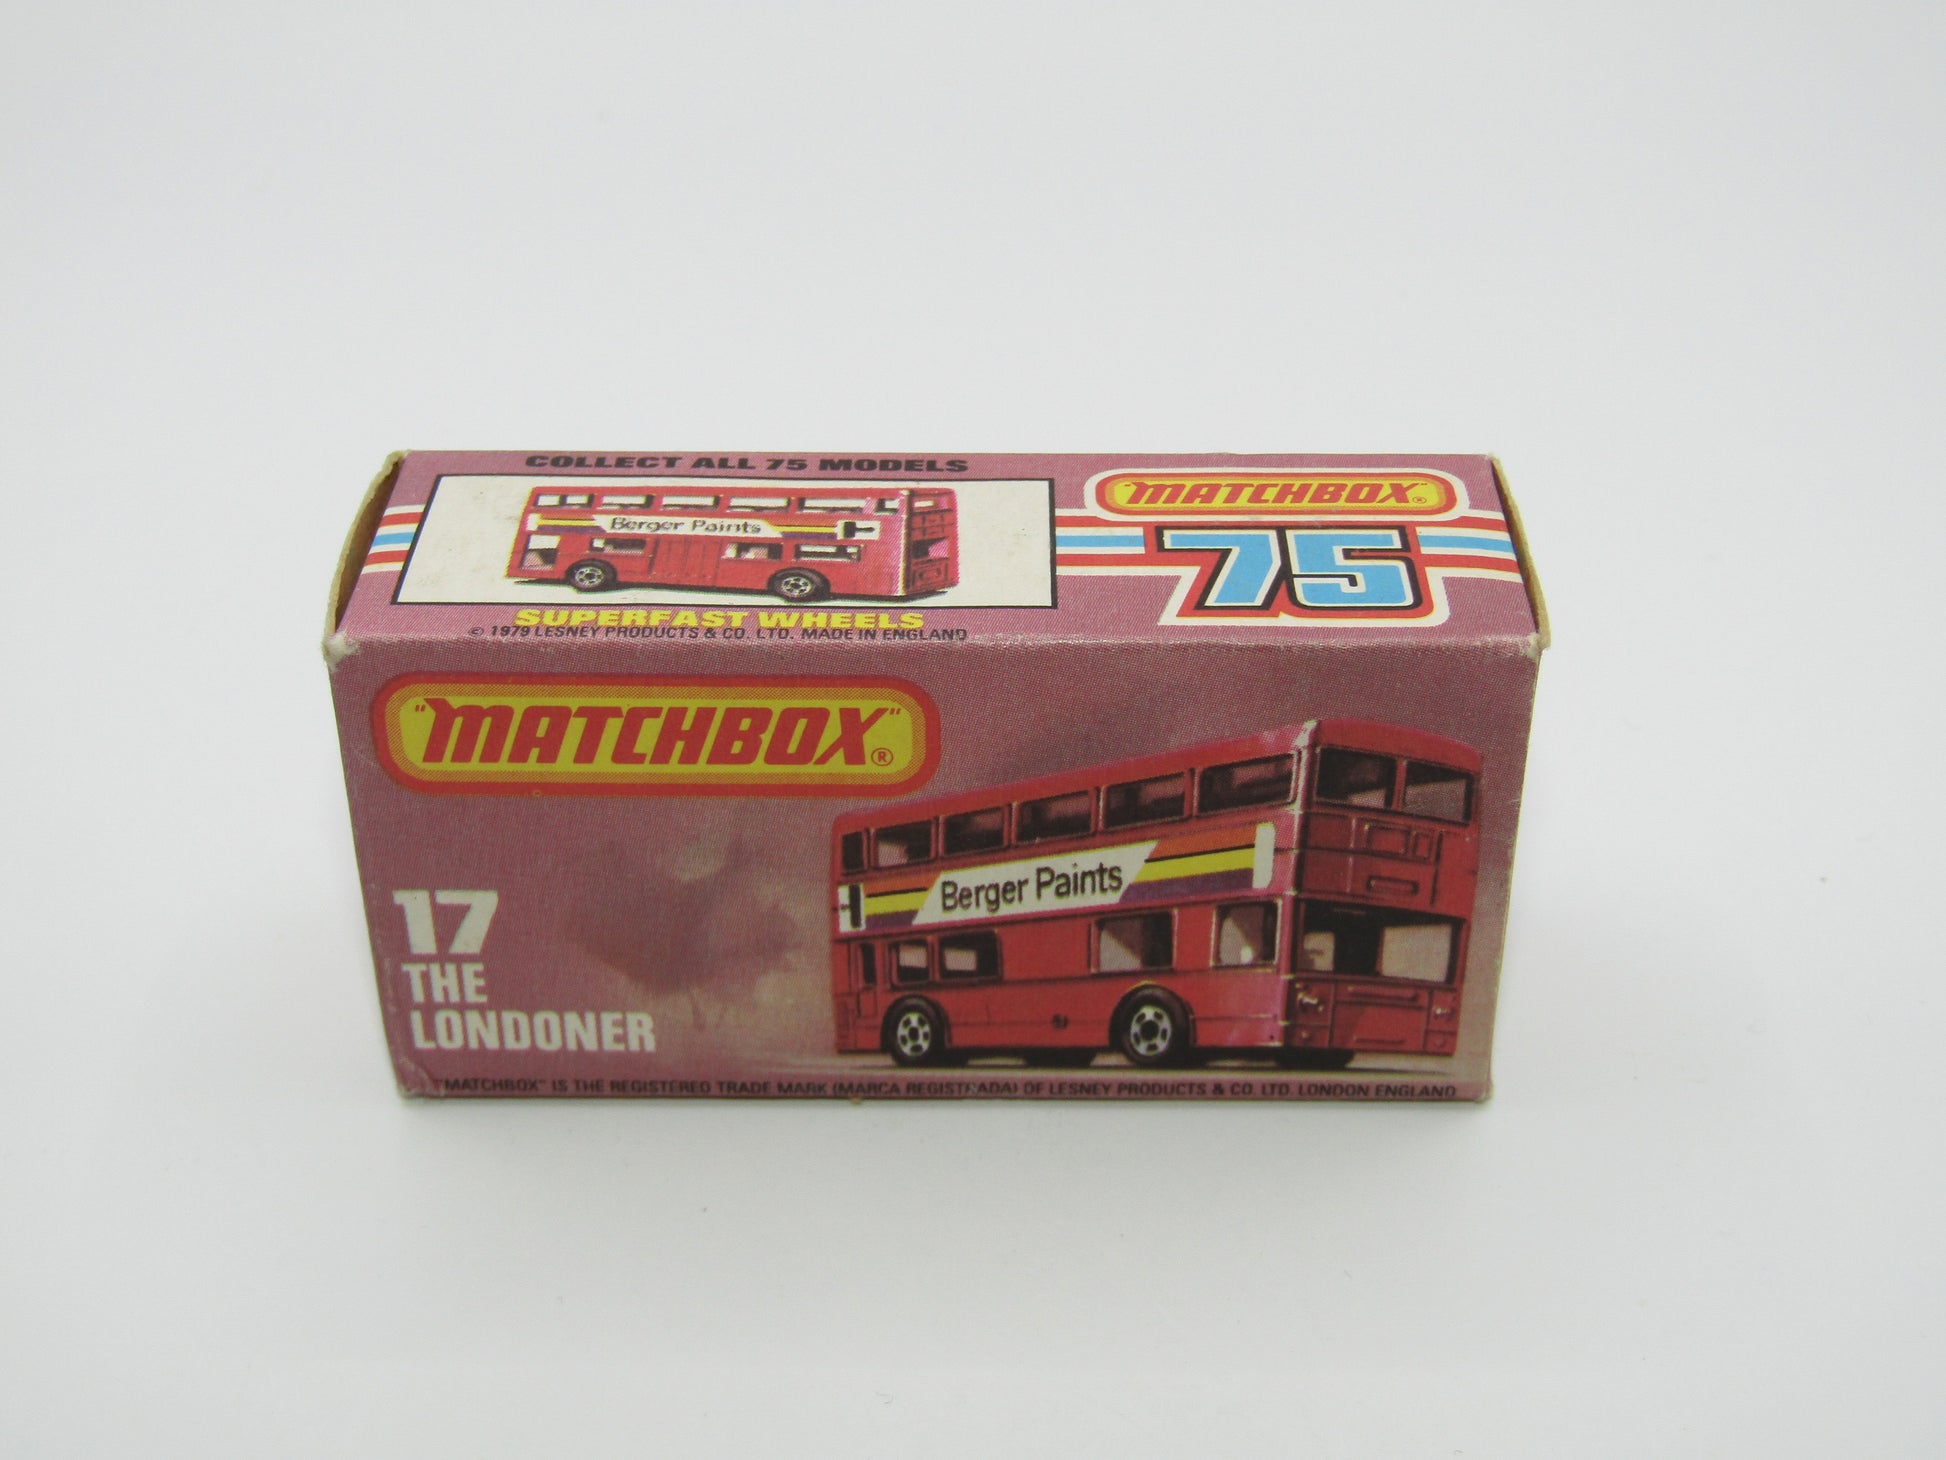 COLLECT ALL 75 MODELS
Berger Paints
SUPERFAST WHEELS
© 1979 LESNEY PRODUCTS & CO. LTD. MADE IN ENGLAND
"MATCHBOX"®
75
"MATCHBOX"®
Berger Paints
17
THE
LONDONER
"MATCHBOX" IS THE REGISTERED TRADE MARK (MARCA REGISTRADA) OF LESNEY PRODUCTS & CO. LTD. LONDON ENGLAND